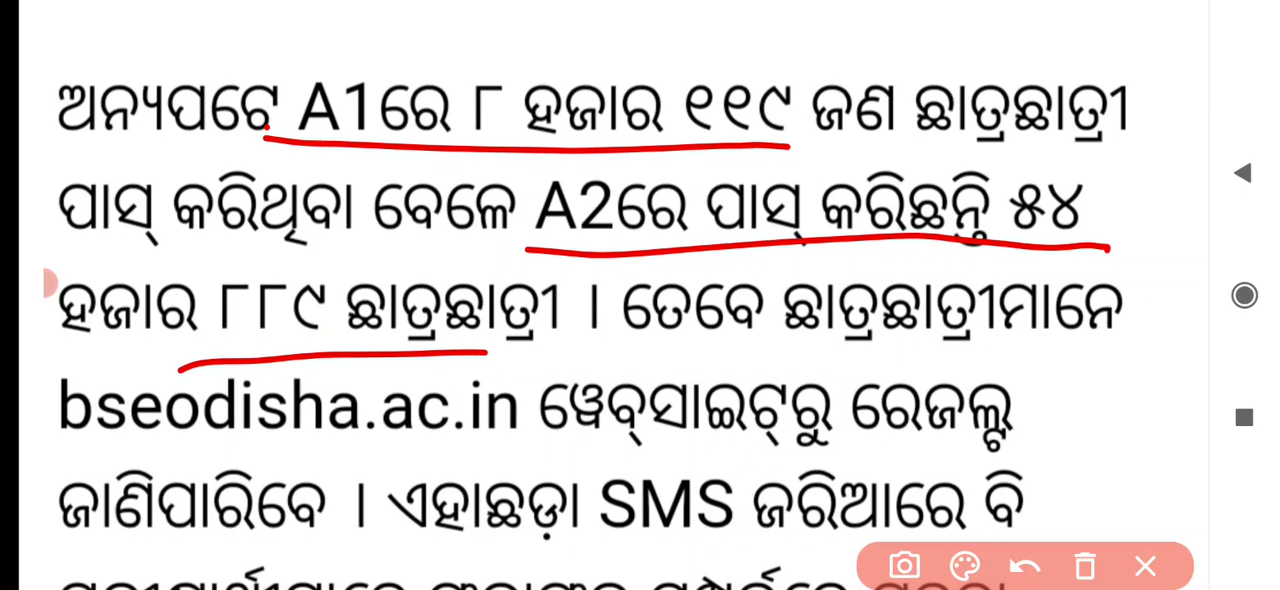 ଅନ୍ୟପଟେ A1ରେ ୮ ହଜାର ୧୧୯ ଜଣ ଛାତ୍ରଛାତ୍ରୀ
ପାସ୍ କରିଥିବା ବେଳେ A2ରେ ପାସ୍ କରିଛନ୍ତି ୫୪
ହଜାର ୮୮୯ ଛାତ୍ରଛାତ୍ରୀ । ତେବେ ଛାତ୍ରଛାତ୍ରୀମାନେ
bseodisha.ac.in ୱେବ୍‌ସାଇଟ୍‌ରୁ ରେଜଲ୍ଟ
ଜାଣିପାରିବେ । ଏହାଛଡ଼ା SMS ଜରିଆରେ ବି